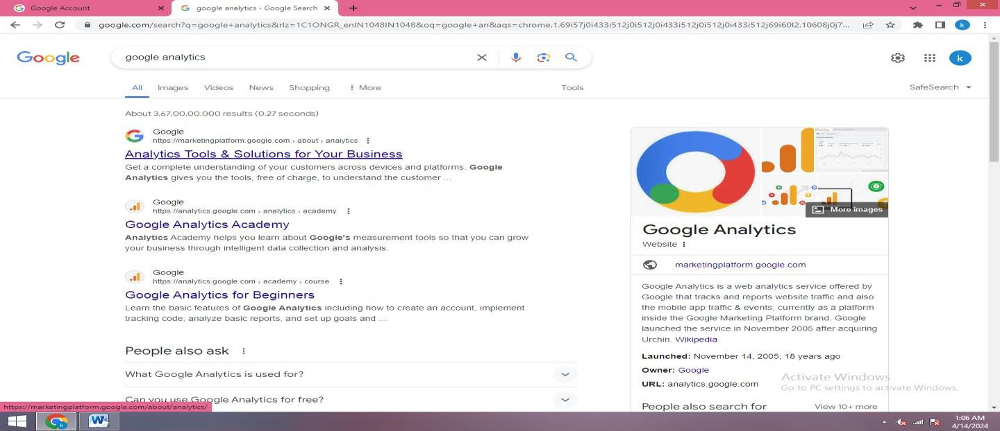 Google Account
google analytics - Google Search
google.com/search?q=google+analytics&rlz=1C1ONGR_enIN1048IN1048&oq=google+an&aqs=chrome.1.69i57j0i433i512j0i512j0i433i512j0i512j0i433i512j69i60l2.10608j0j7...
k
Google
google analytics
k
All Images Videos News Shopping More Tools
SafeSearch
About 3,67,00,00,000 results (0.27 seconds)
Google
https://marketingplatform.google.com › about › analytics
Analytics Tools & Solutions for Your Business
Get a complete understanding of your customers across devices and platforms. Google
Analytics gives you the tools, free of charge, to understand the customer ...
Google
https://analytics.google.com › analytics › academy
Google Analytics Academy
Analytics Academy helps you learn about Google's measurement tools so that you can grow
your business through intelligent data collection and analysis.
Google
https://analytics.google.com › academy › course
Google Analytics for Beginners
Learn the basic features of Google Analytics including how to create an account, implement
tracking code, analyze basic reports, and set up goals and ...
People also ask
What Google Analytics is used for?
Can you use Google Analytics for free?
More images
Google Analytics
Website
marketingplatform.google.com
Google Analytics is a web analytics service offered by
Google that tracks and reports website traffic and also
the mobile app traffic & events, currently as a platform
inside the Google Marketing Platform brand. Google
launched the service in November 2005 after acquiring
Urchin. Wikipedia
Launched: November 14, 2005; 18 years ago
Owner: Google
URL: analytics.google.com
People also search for View 10+ more
Activate Windows
Go to PC settings to activate Windows.
https://marketingplatform.google.com/about/analytics/
k
W
1:06 AM
4/14/2024